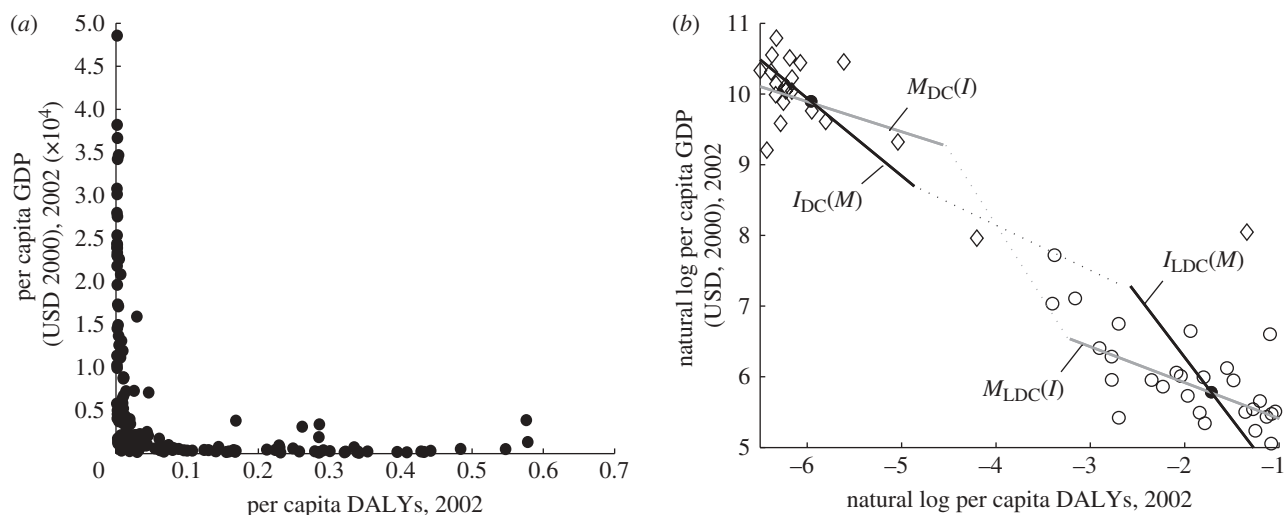 (a)
5.0
4.5
4.0
3.5
3.0
2.5
2.0
1.5
1.0
0.5
0 0.1 0.2 0.3 0.4 0.5 0.6 0.7
per capita GDP
(USD 2000), 2002 (×10⁴)
per capita DALYs, 2002
(b)
11
10
9
8
7
6
5
–6 –5 –4 –3 –2 –1
natural log per capita GDP
(USD, 2000), 2002
natural log per capita DALYs, 2002
M_DC(I)
I_DC(M)
I_LDC(M)
M_LDC(I)